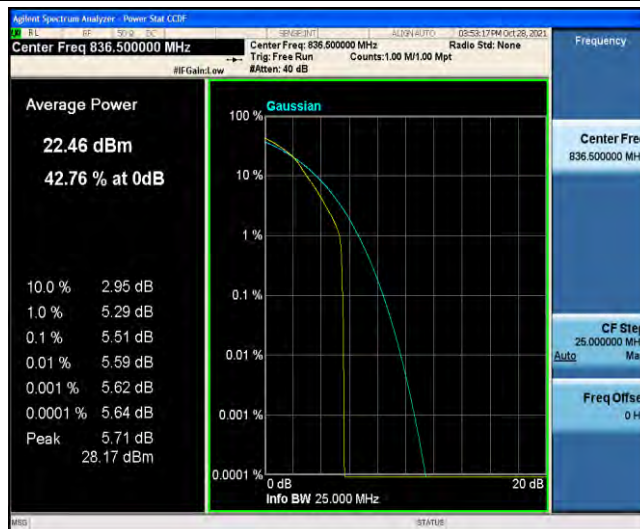 Agilent Spectrum Analyzer - Power Stat CCDF
RL RF 50 Ω DC SENSE:INT ALIGN AUTO 03:53:17 PM Oct 28, 2021
Center Freq 836.500000 MHz
Center Freq: 836.500000 MHz Radio Std: None
Trig: Free Run Counts:1.00 M/1.00 Mpt
#IFGain:Low #Atten: 40 dB
Frequency
Average Power
22.46 dBm
42.76 % at 0dB
10.0 % 2.95 dB
1.0 % 5.29 dB
0.1 % 5.51 dB
0.01 % 5.59 dB
0.001 % 5.62 dB
0.0001 % 5.64 dB
Peak 5.71 dB
28.17 dBm
Gaussian
100 %
10 %
1 %
0.1 %
0.01 %
0.001 %
0.0001 %
0 dB 20 dB
Info BW 25.000 MHz
Center Fre
836.500000 MH
CF Ste
25.000000 MH
Auto Ma
Freq Offse
0 H
MSG STATUS